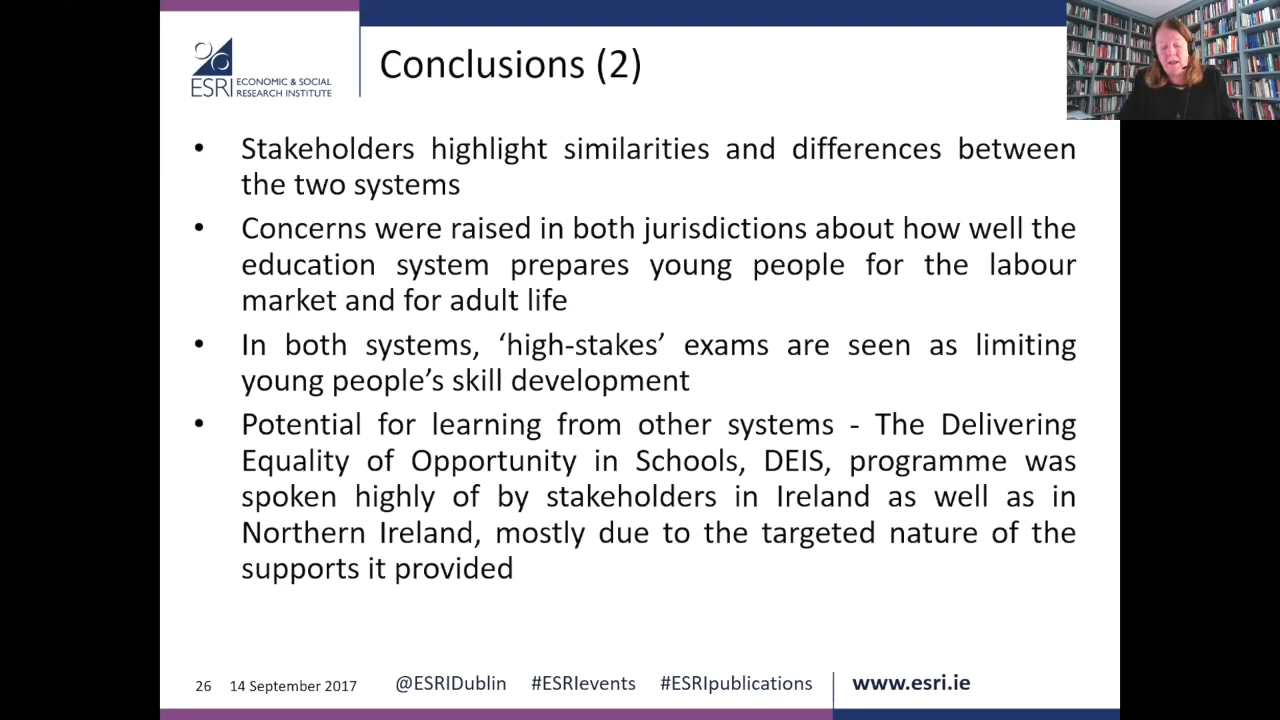 ESRI ECONOMIC & SOCIAL
RESEARCH INSTITUTE
Conclusions (2)
• Stakeholders highlight similarities and differences between
the two systems
• Concerns were raised in both jurisdictions about how well the
education system prepares young people for the labour
market and for adult life
• In both systems, ‘high-stakes’ exams are seen as limiting
young people’s skill development
• Potential for learning from other systems - The Delivering
Equality of Opportunity in Schools, DEIS, programme was
spoken highly of by stakeholders in Ireland as well as in
Northern Ireland, mostly due to the targeted nature of the
supports it provided
26 14 September 2017 @ESRIDublin #ESRIevents #ESRIpublications www.esri.ie